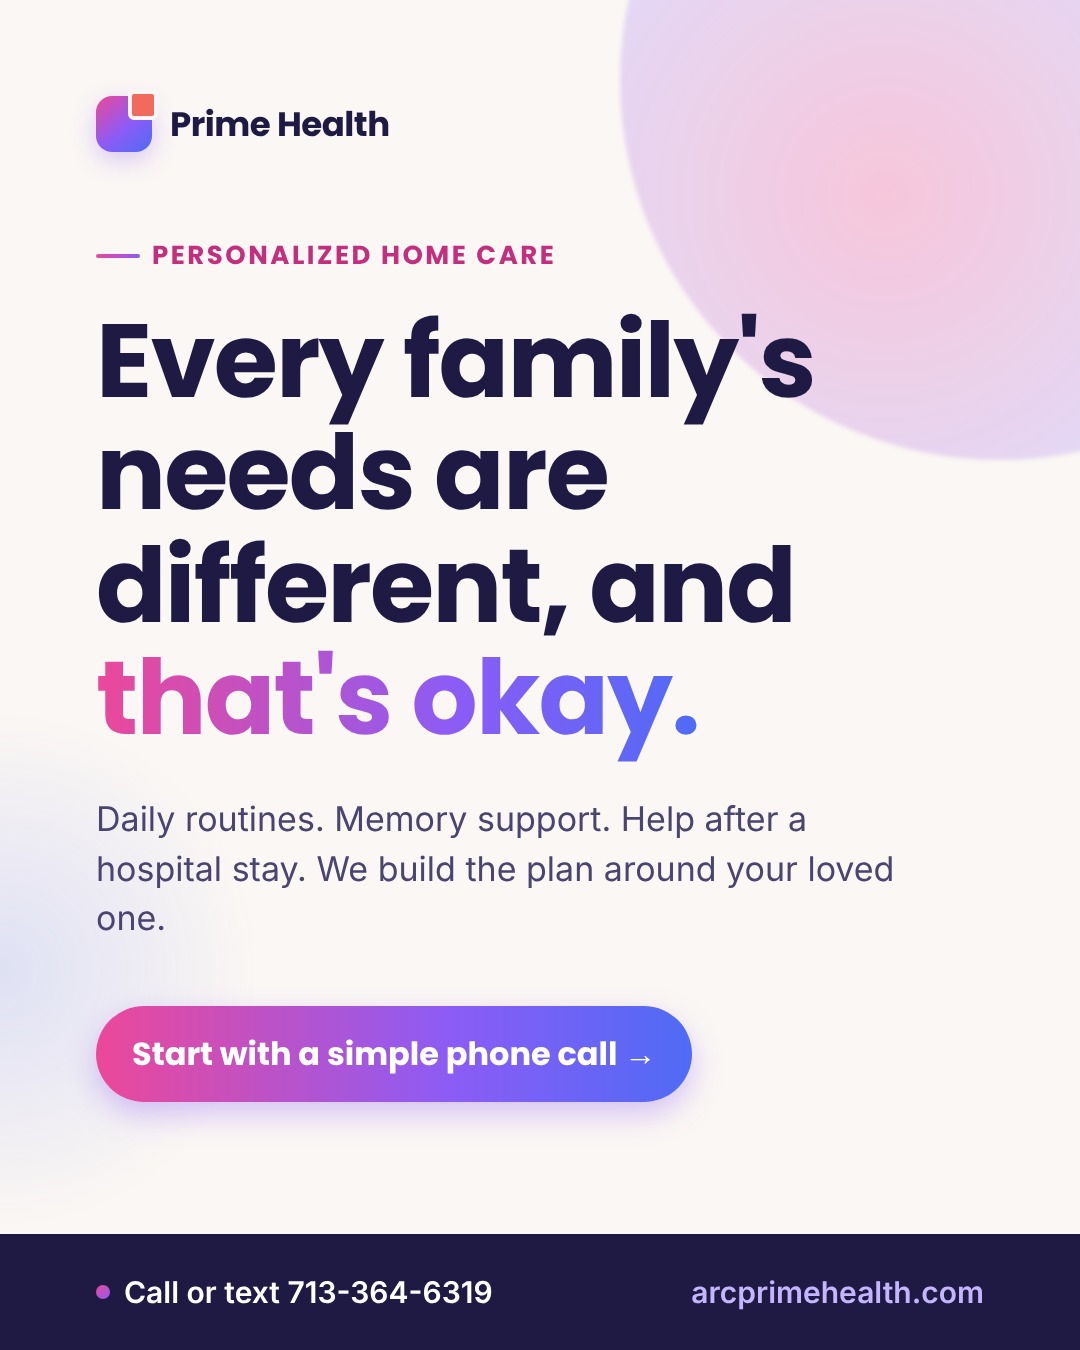 Prime Health
PERSONALIZED HOME CARE
Every family's
needs are
different, and
that's okay.
Daily routines. Memory support. Help after a
hospital stay. We build the plan around your loved
one.
Start with a simple phone call →
Call or text 713-364-6319
arcprimehealth.com